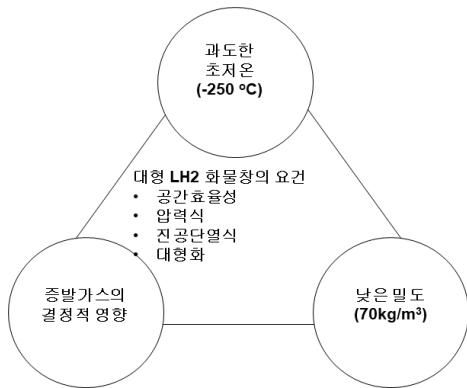 과도한
초저온
(-250 ºC)
대형 LH2 화물창의 요건
• 공간효율성
• 압력식
• 진공단열식
• 대형화
증발가스의
결정적 영향
낮은 밀도
(70kg/m³)